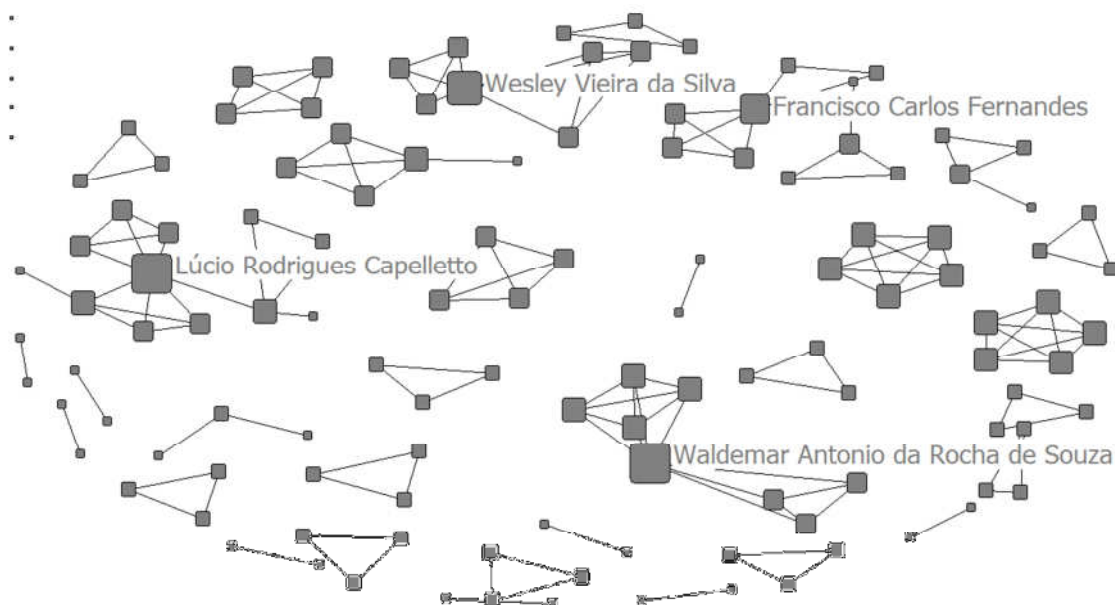 Wesley Vieira da Silva
Francisco Carlos Fernandes
Lúcio Rodrigues Capelletto
Waldemar Antonio da Rocha de Souza